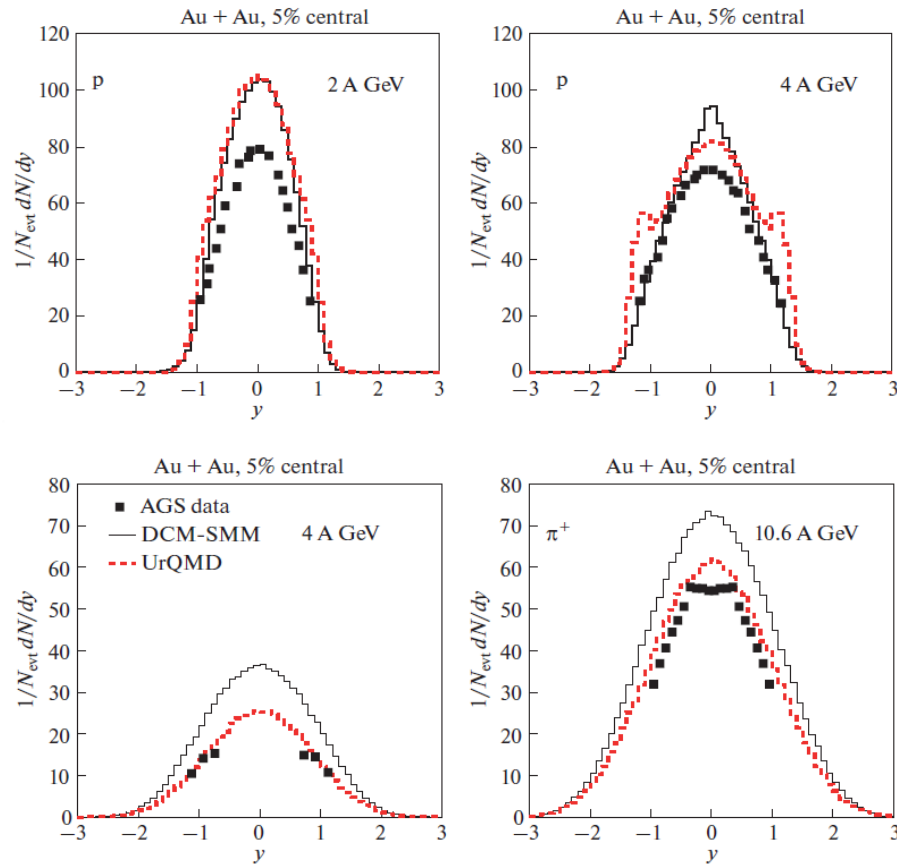 Au + Au, 5% central
120
100
80
60
40
20
0
1/N_evt dN/dy
p
2 A GeV
−3 −2 −1 0 1 2 3
y
Au + Au, 5% central
120
100
80
60
40
20
0
1/N_evt dN/dy
p
4 A GeV
−3 −2 −1 0 1 2 3
y
Au + Au, 5% central
80
70
60
50
40
30
20
10
0
1/N_evt dN/dy
AGS data
DCM-SMM
UrQMD
4 A GeV
−3 −2 −1 0 1 2 3
y
Au + Au, 5% central
80
70
60
50
40
30
20
10
0
1/N_evt dN/dy
π⁺
10.6 A GeV
−3 −2 −1 0 1 2 3
y